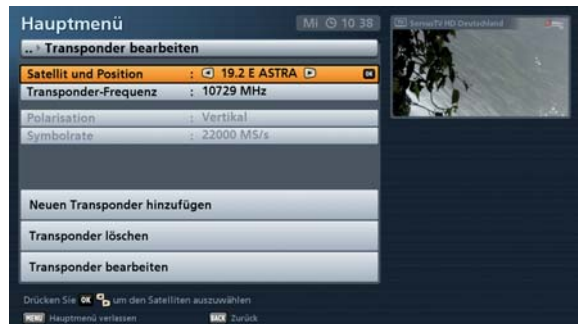 Hauptmenü
Mi 10.38
ServusTV HD Deutschland
.. › Transponder bearbeiten
Satellit und Position : 19.2 E ASTRA OK
Transponder-Frequenz : 10729 MHz
Polarisation : Vertikal
Symbolrate : 22000 MS/s
Neuen Transponder hinzufügen
Transponder löschen
Transponder bearbeiten
Drücken Sie OK um den Satelliten auszuwählen
MENU Hauptmenü verlassen BACK Zurück